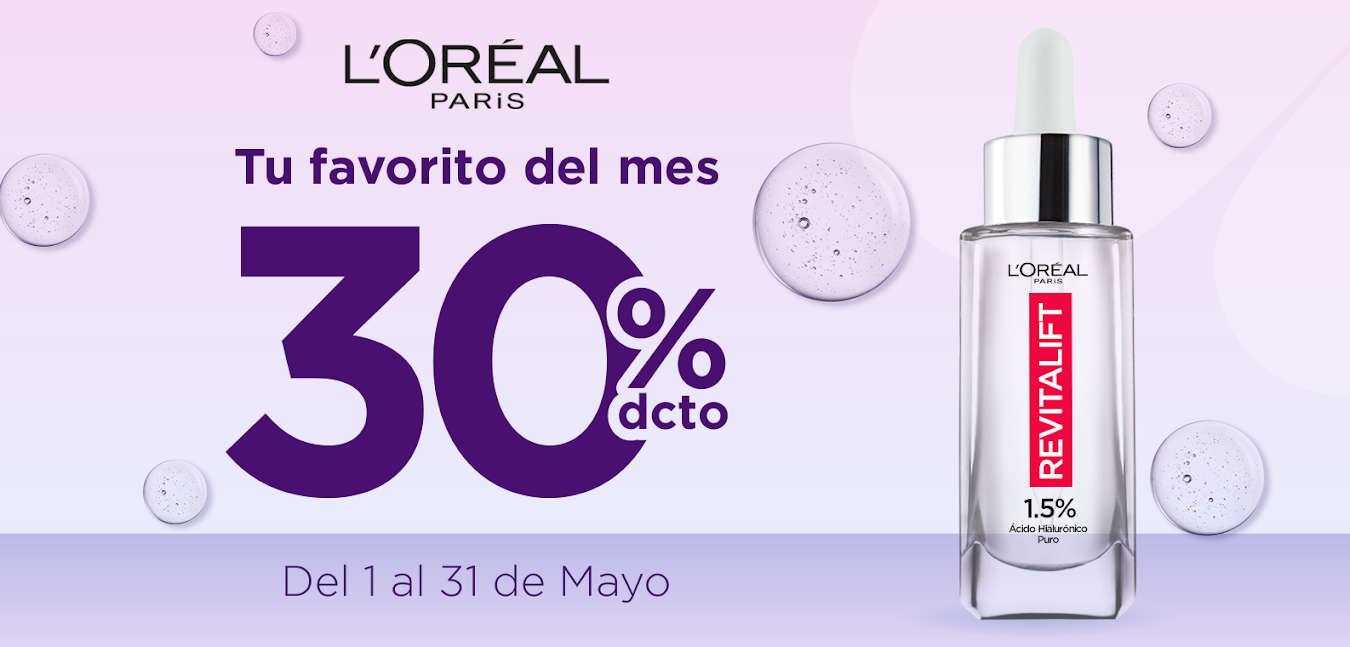 L'ORÉAL
PARiS
Tu favorito del mes
30%
dcto
Del 1 al 31 de Mayo
L'ORÉAL
PARIS
REVITALIFT
1.5%
Ácido Hialurónico
Puro